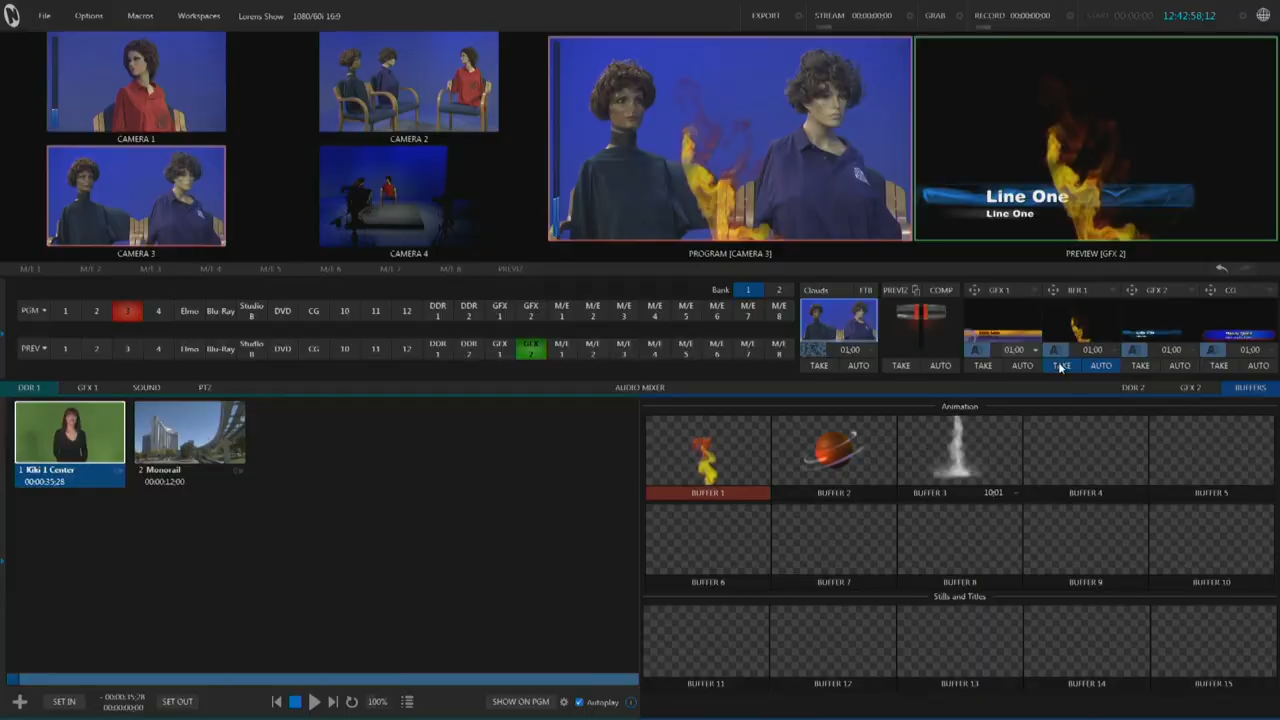 File Options Macros Workspaces Lorens Show 1080/60i 16:9 EXPORT STREAM 00:00:00;00 GRAB RECORD 00:00:00;00 START 00:00:00;00 12:42:58;12
CAMERA 1 CAMERA 2
Line One
Line One
CAMERA 3 CAMERA 4 PROGRAM [CAMERA 3] PREVIEW [GFX 2]
M/E 1 M/E 2 M/E 3 M/E 4 M/E 5 M/E 6 M/E 7 M/E 8 PREVIZ
Bank 1 2 Clouds FTB PREVIZ COMP GFX 1 BFR 1 GFX 2 CG
PGM 1 2 3 4 Elmo Blu-Ray Studio B DVD CG 10 11 12 DDR 1 DDR 2 GFX 1 GFX 2 M/E 1 M/E 2 M/E 3 M/E 4 M/E 5 M/E 6 M/E 7 M/E 8
PREV 1 2 3 4 Elmo Blu-Ray Studio B DVD CG 10 11 12 DDR 1 DDR 2 GFX 1 GFX 2 M/E 1 M/E 2 M/E 3 M/E 4 M/E 5 M/E 6 M/E 7 M/E 8
01;00 01;00 01;00 01;00 01;00
TAKE AUTO TAKE AUTO TAKE AUTO TAKE AUTO TAKE AUTO TAKE AUTO
DDR 1 GFX 1 SOUND PTZ AUDIO MIXER DDR 2 GFX 2 BUFFERS
Animation
1 Kiki 1 Center 2 Monorail
00:00:35;28 00:00:12;00
BUFFER 1 BUFFER 2 BUFFER 3 10;01 BUFFER 4 BUFFER 5
BUFFER 6 BUFFER 7 BUFFER 8 BUFFER 9 BUFFER 10
Stills and Titles
BUFFER 11 BUFFER 12 BUFFER 13 BUFFER 14 BUFFER 15
SET IN - 00:00:35;28 SET OUT 100% SHOW ON PGM Autoplay
00:00:00;00